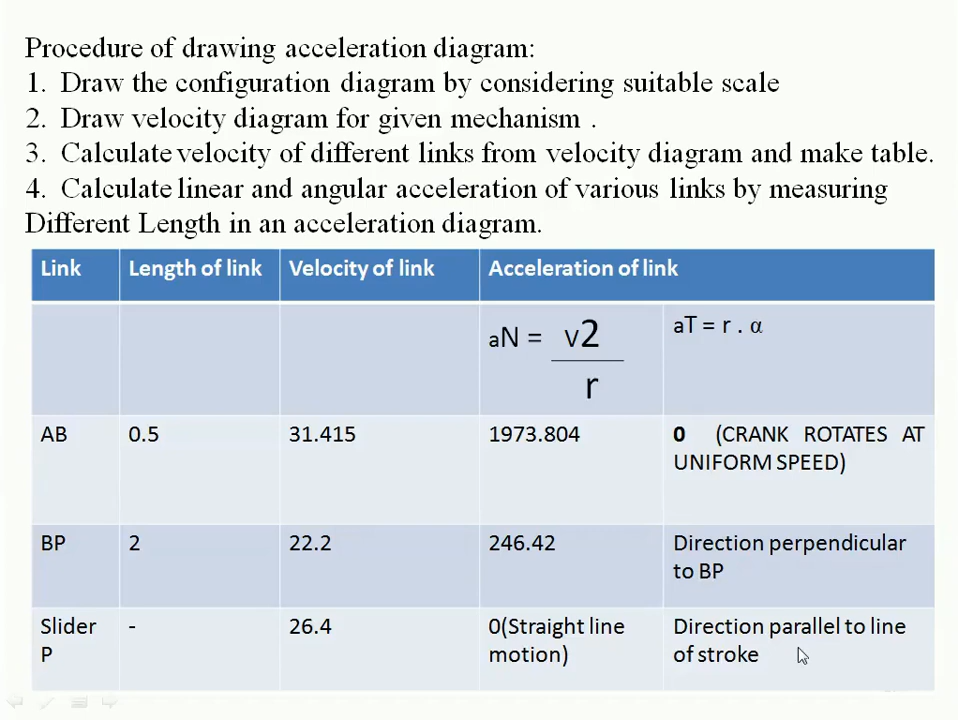 Procedure of drawing acceleration diagram:
1. Draw the configuration diagram by considering suitable scale
2. Draw velocity diagram for given mechanism .
3. Calculate velocity of different links from velocity diagram and make table.
4. Calculate linear and angular acceleration of various links by measuring
Different Length in an acceleration diagram.
Link Length of link Velocity of link Acceleration of link
aN = v2 / r aT = r . α
AB 0.5 31.415 1973.804 0 (CRANK ROTATES AT
UNIFORM SPEED)
BP 2 22.2 246.42 Direction perpendicular
to BP
Slider - 26.4 0(Straight line Direction parallel to line
P motion) of stroke